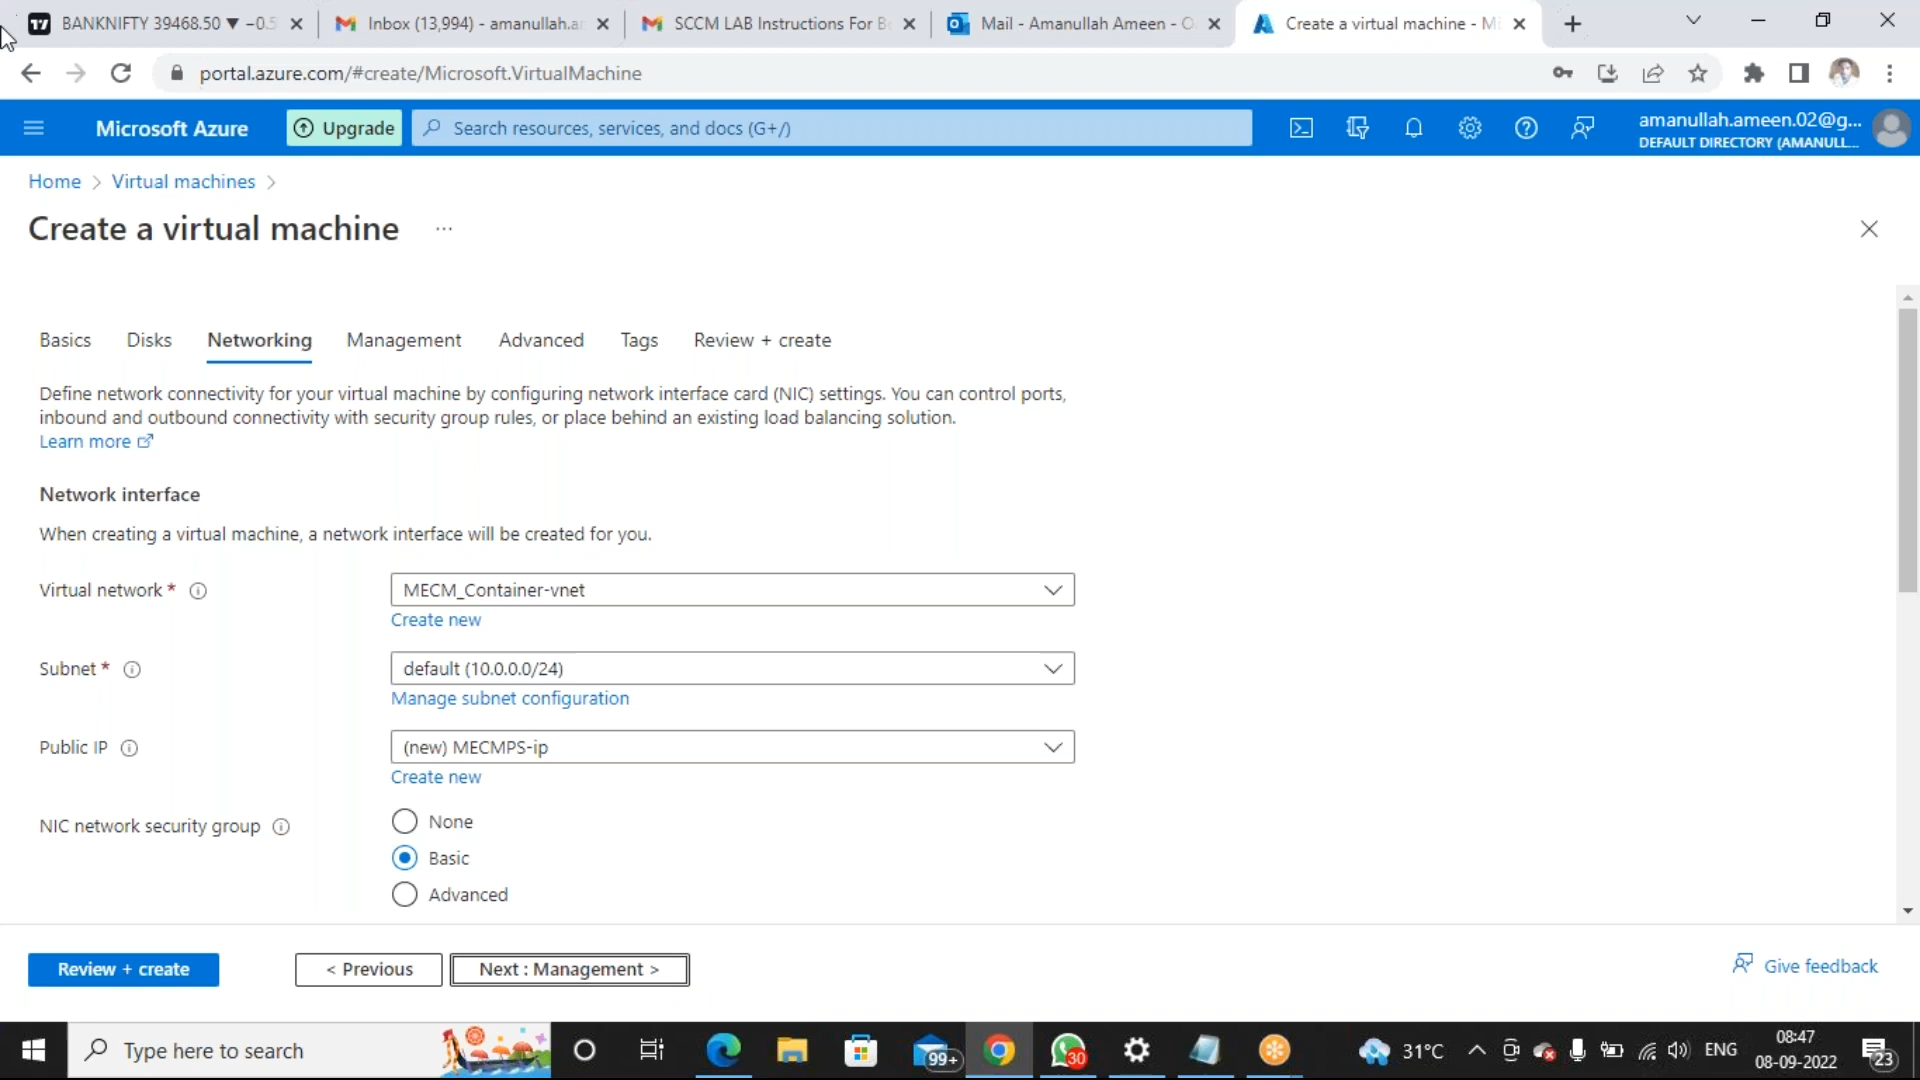 BANKNIFTY 39468.50 ▼ −0.5
Inbox (13,994) - amanullah.a
SCCM LAB Instructions For B
Mail - Amanullah Ameen - O
Create a virtual machine - M
portal.azure.com/#create/Microsoft.VirtualMachine
Microsoft Azure
Upgrade
Search resources, services, and docs (G+/)
amanullah.ameen.02@g...
DEFAULT DIRECTORY (AMANULL...
Home > Virtual machines >
Create a virtual machine ...
Basics Disks Networking Management Advanced Tags Review + create
Define network connectivity for your virtual machine by configuring network interface card (NIC) settings. You can control ports,
inbound and outbound connectivity with security group rules, or place behind an existing load balancing solution.
Learn more
Network interface
When creating a virtual machine, a network interface will be created for you.
Virtual network *
MECM_Container-vnet
Create new
Subnet *
default (10.0.0.0/24)
Manage subnet configuration
Public IP
(new) MECMPS-ip
Create new
NIC network security group
None
Basic
Advanced
Review + create
< Previous
Next : Management >
Give feedback
Type here to search
99+
30
31°C
ENG
08:47
08-09-2022
23